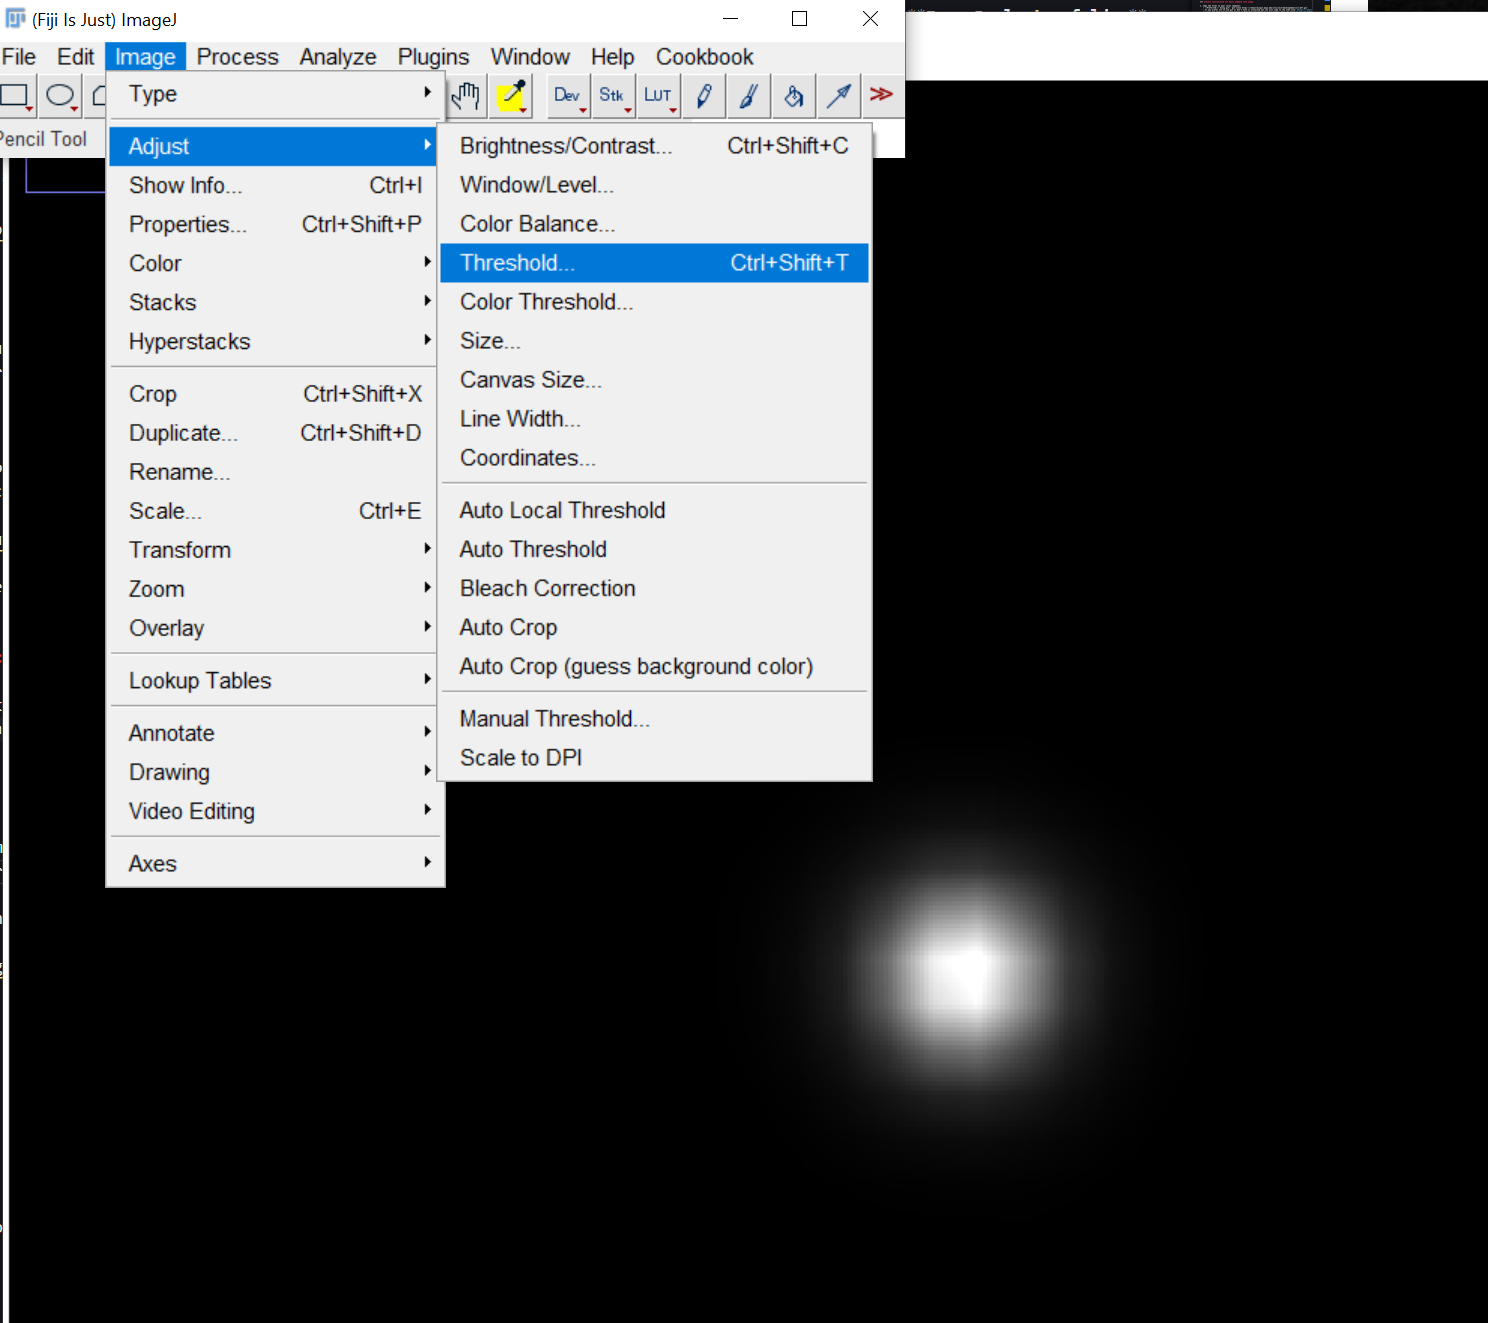 (Fiji Is Just) ImageJ
File Edit Image Process Analyze Plugins Window Help Cookbook
Dev Stk LUT >>
Pencil Tool
Type
Adjust
Show Info... Ctrl+I
Properties... Ctrl+Shift+P
Color
Stacks
Hyperstacks
Crop Ctrl+Shift+X
Duplicate... Ctrl+Shift+D
Rename...
Scale... Ctrl+E
Transform
Zoom
Overlay
Lookup Tables
Annotate
Drawing
Video Editing
Axes
Brightness/Contrast... Ctrl+Shift+C
Window/Level...
Color Balance...
Threshold... Ctrl+Shift+T
Color Threshold...
Size...
Canvas Size...
Line Width...
Coordinates...
Auto Local Threshold
Auto Threshold
Bleach Correction
Auto Crop
Auto Crop (guess background color)
Manual Threshold...
Scale to DPI